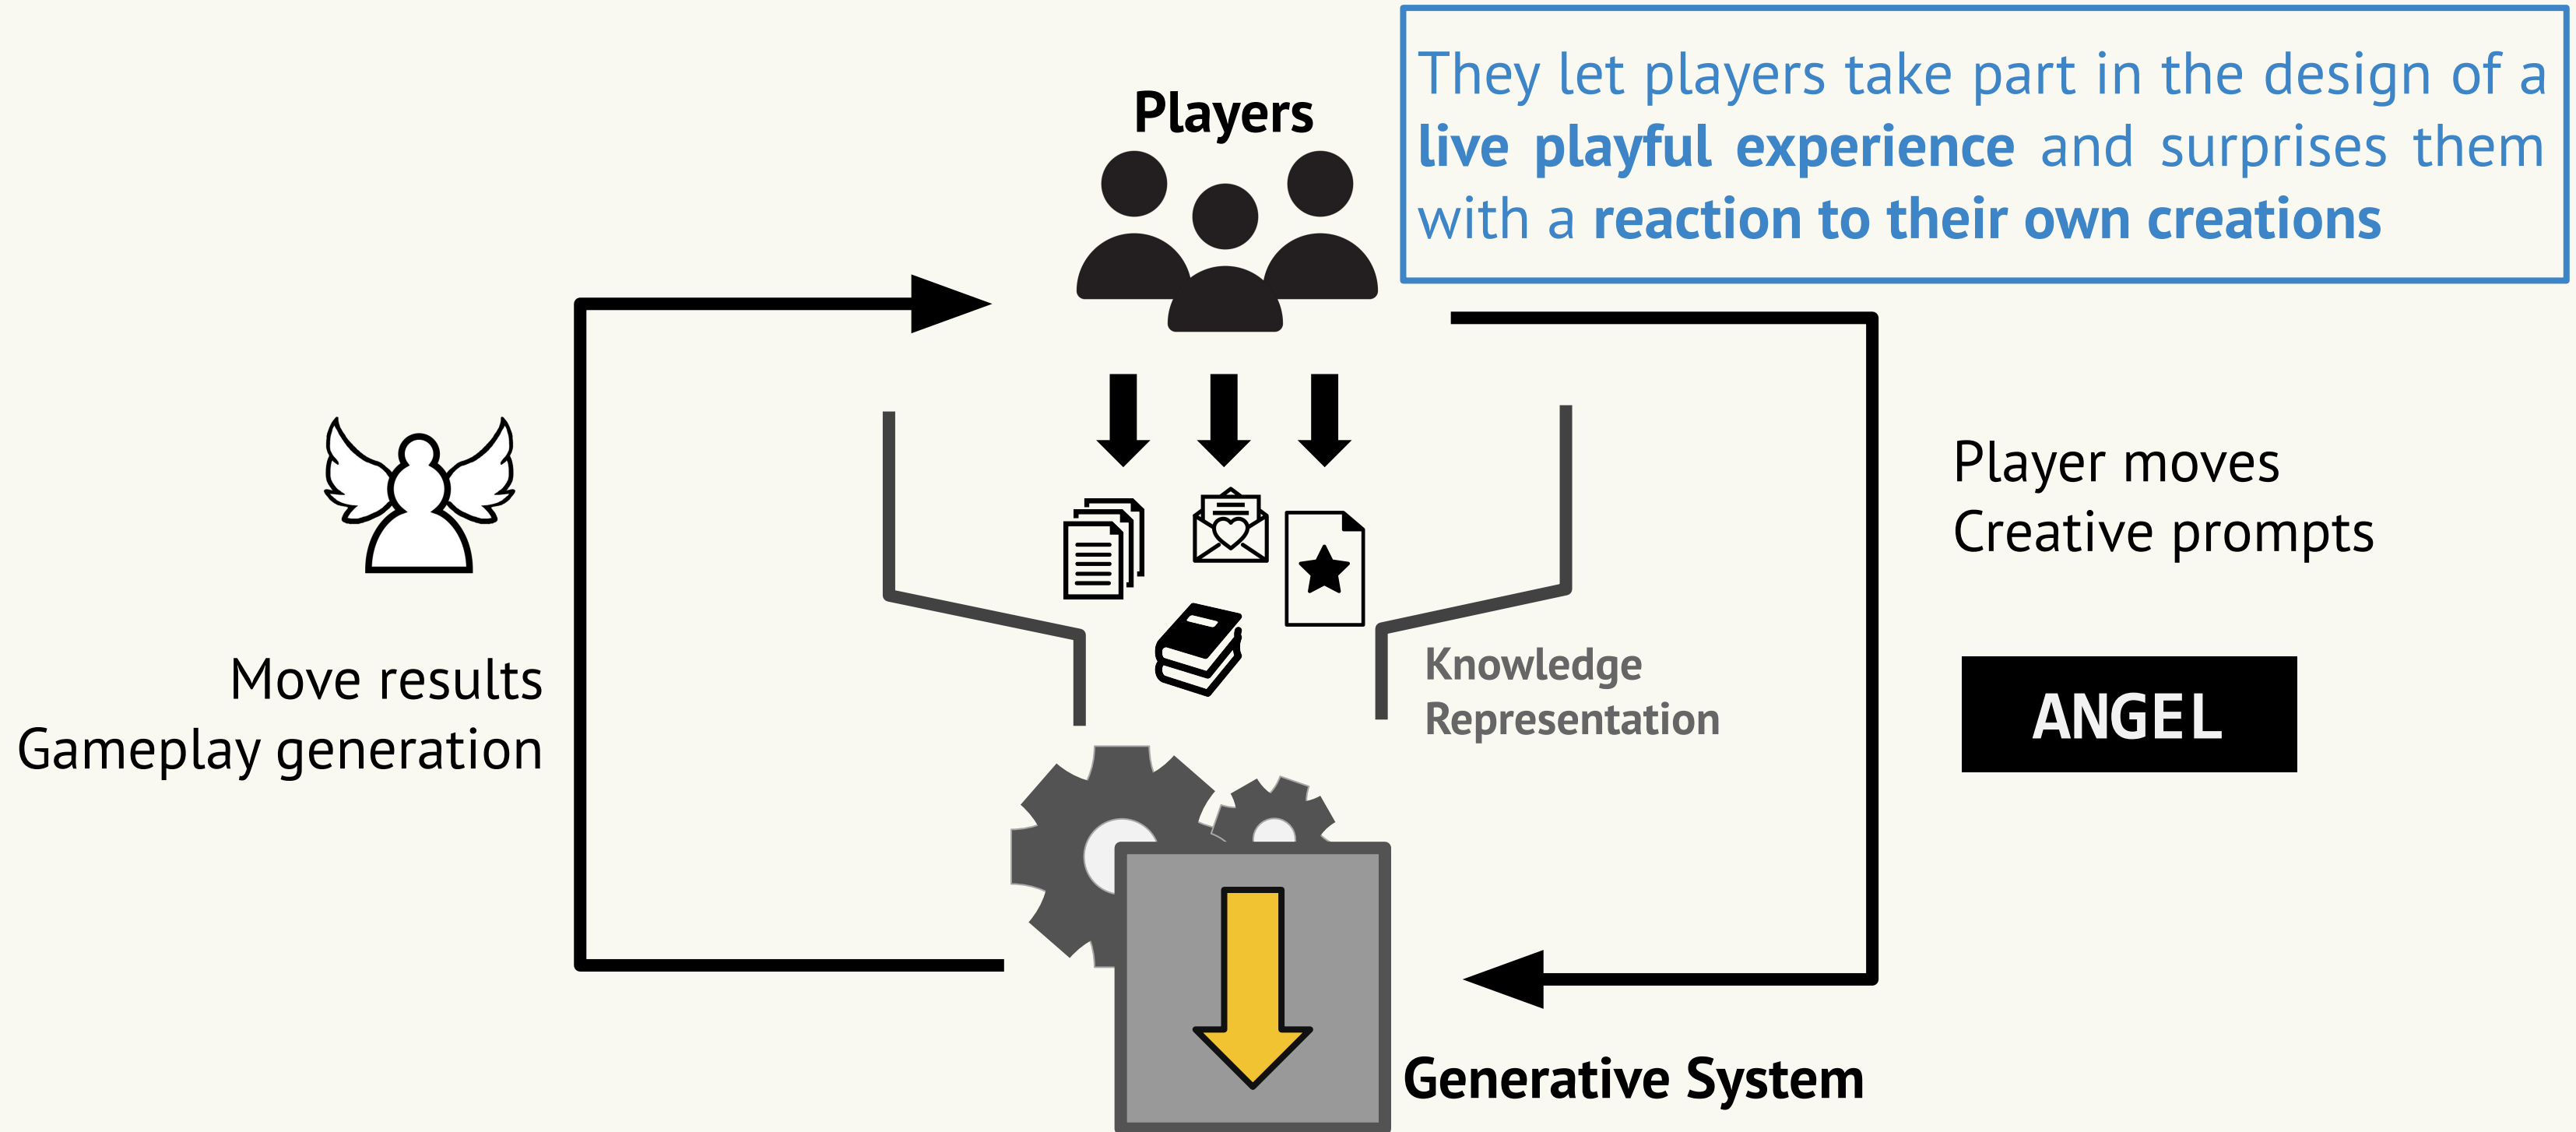 They let players take part in the design of a
live playful experience and surprises them
with a reaction to their own creations
Players
Player moves
Creative prompts
ANGEL
Move results
Gameplay generation
Knowledge
Representation
Generative System